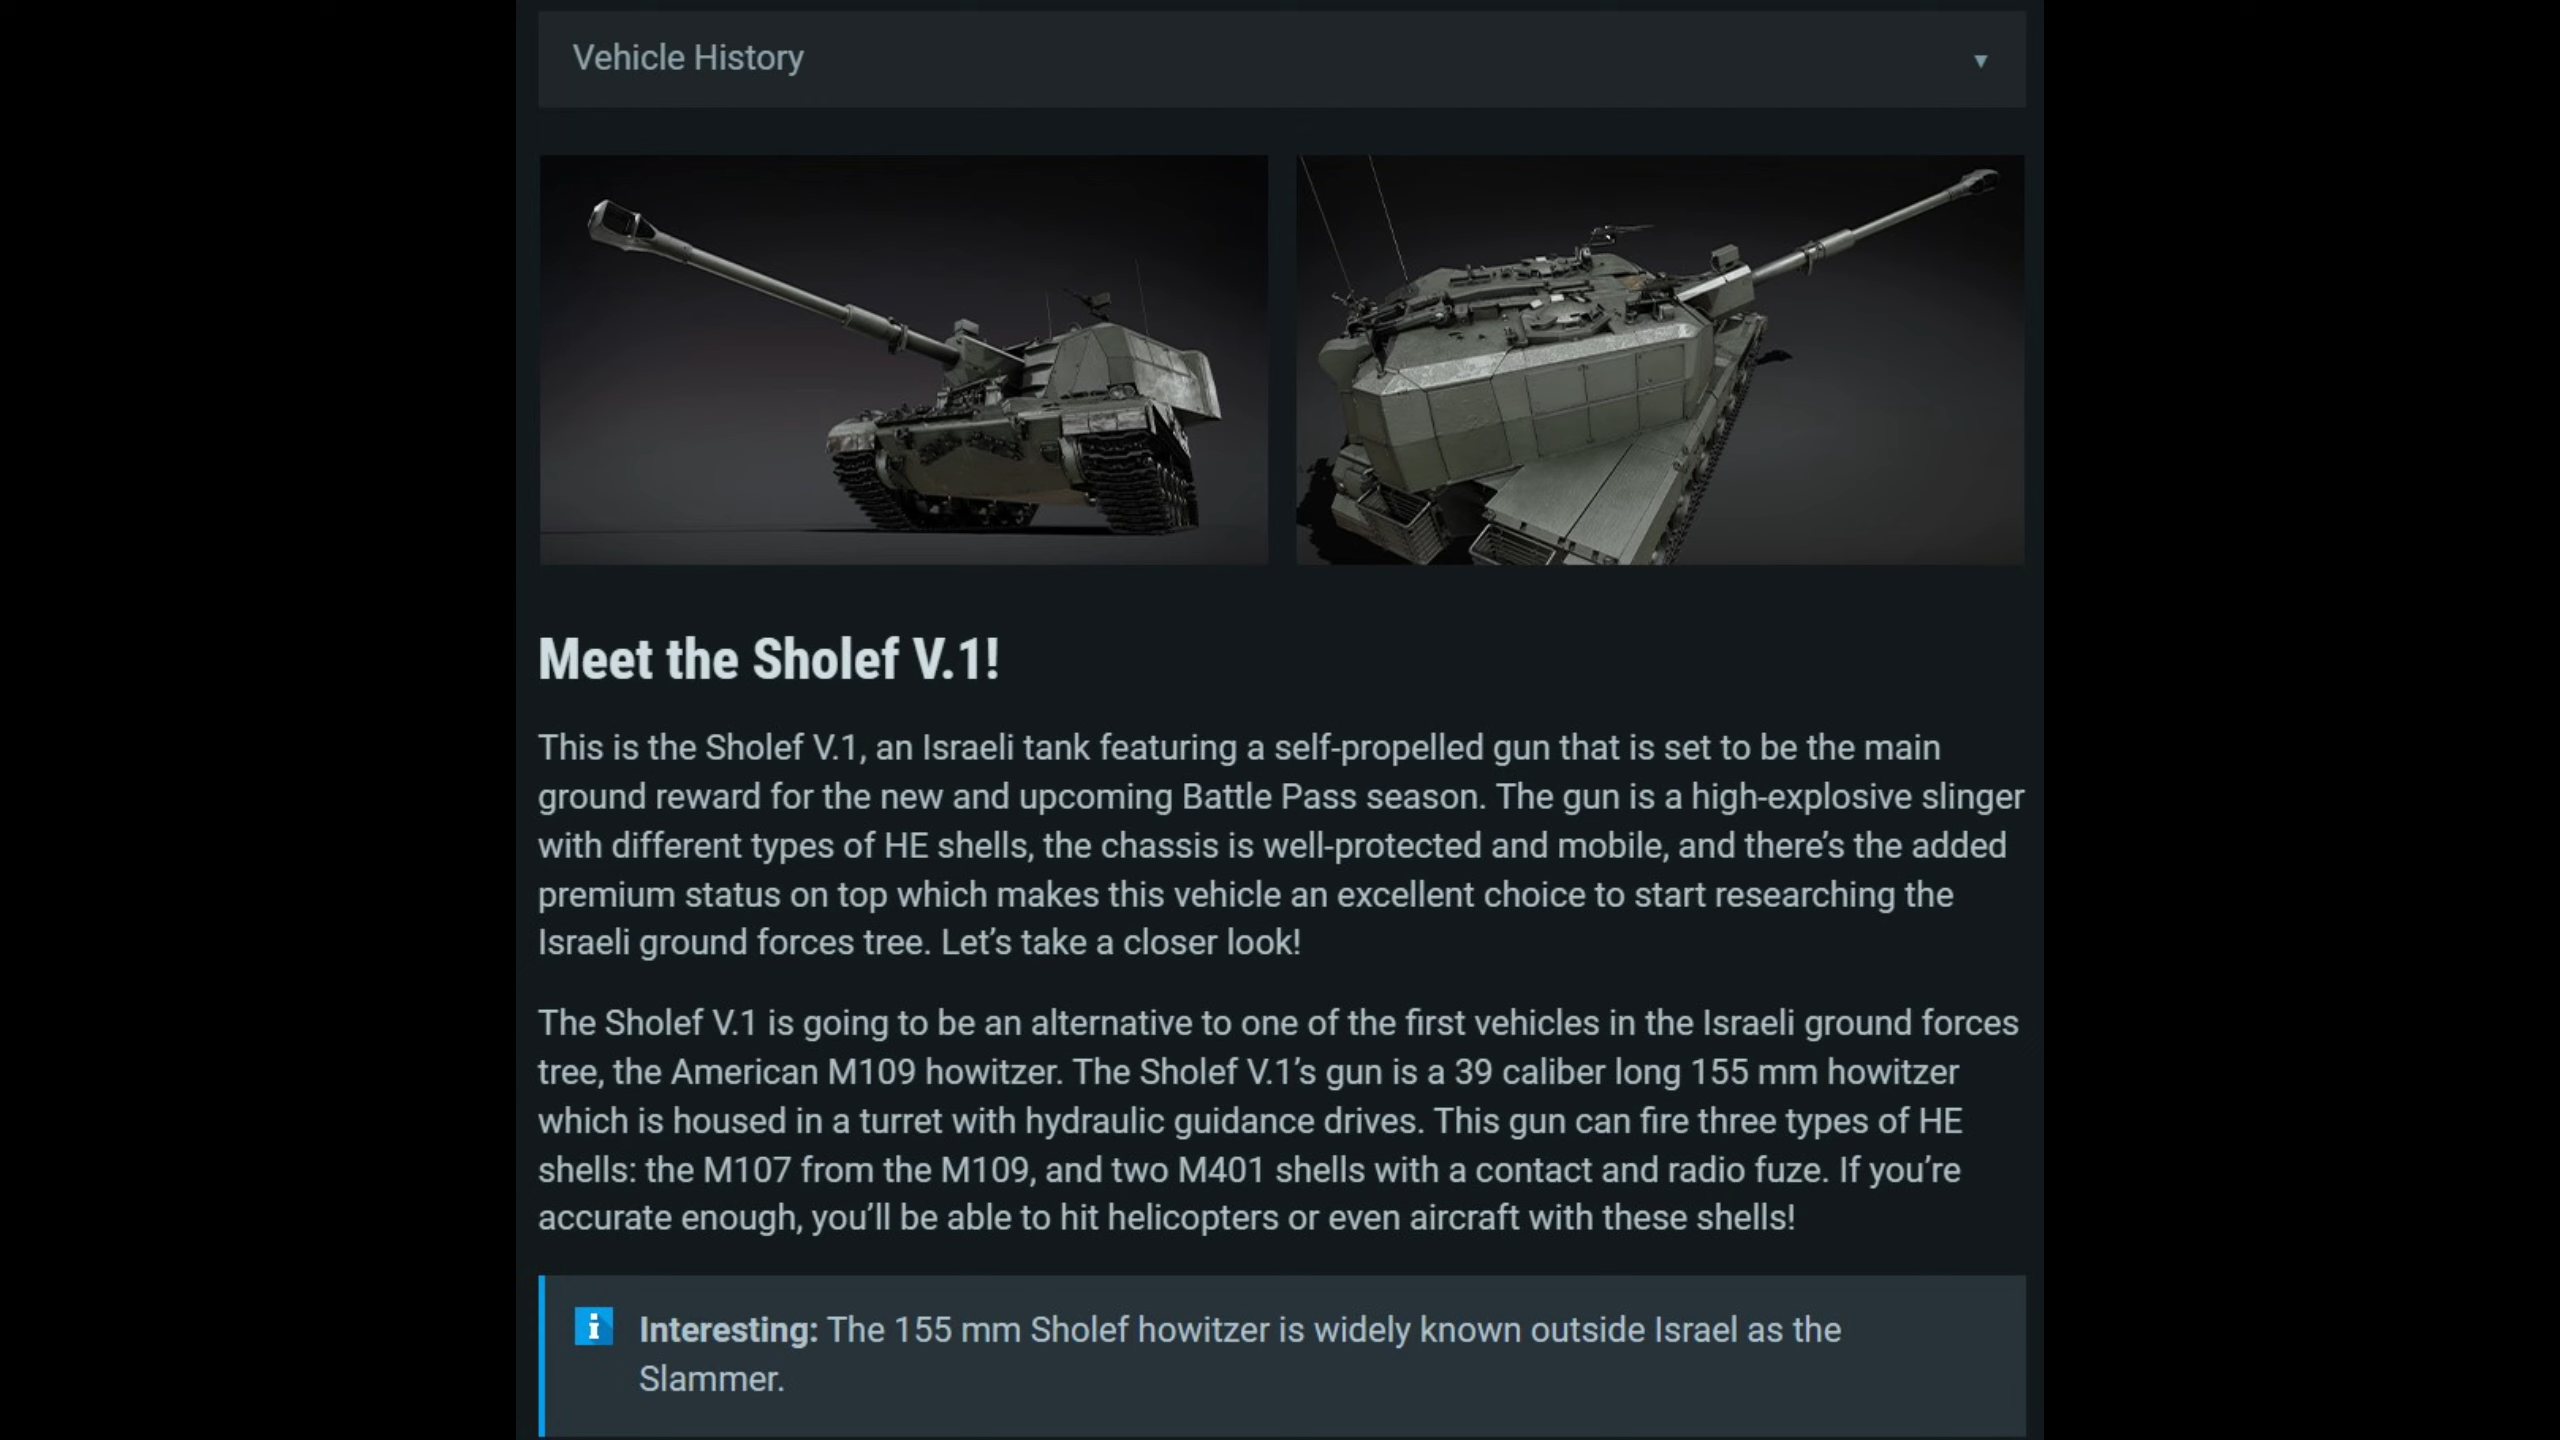 Vehicle History
Meet the Sholef V.1!
This is the Sholef V.1, an Israeli tank featuring a self-propelled gun that is set to be the main
ground reward for the new and upcoming Battle Pass season. The gun is a high-explosive slinger
with different types of HE shells, the chassis is well-protected and mobile, and there’s the added
premium status on top which makes this vehicle an excellent choice to start researching the
Israeli ground forces tree. Let’s take a closer look!
The Sholef V.1 is going to be an alternative to one of the first vehicles in the Israeli ground forces
tree, the American M109 howitzer. The Sholef V.1’s gun is a 39 caliber long 155 mm howitzer
which is housed in a turret with hydraulic guidance drives. This gun can fire three types of HE
shells: the M107 from the M109, and two M401 shells with a contact and radio fuze. If you’re
accurate enough, you’ll be able to hit helicopters or even aircraft with these shells!
Interesting: The 155 mm Sholef howitzer is widely known outside Israel as the
Slammer.